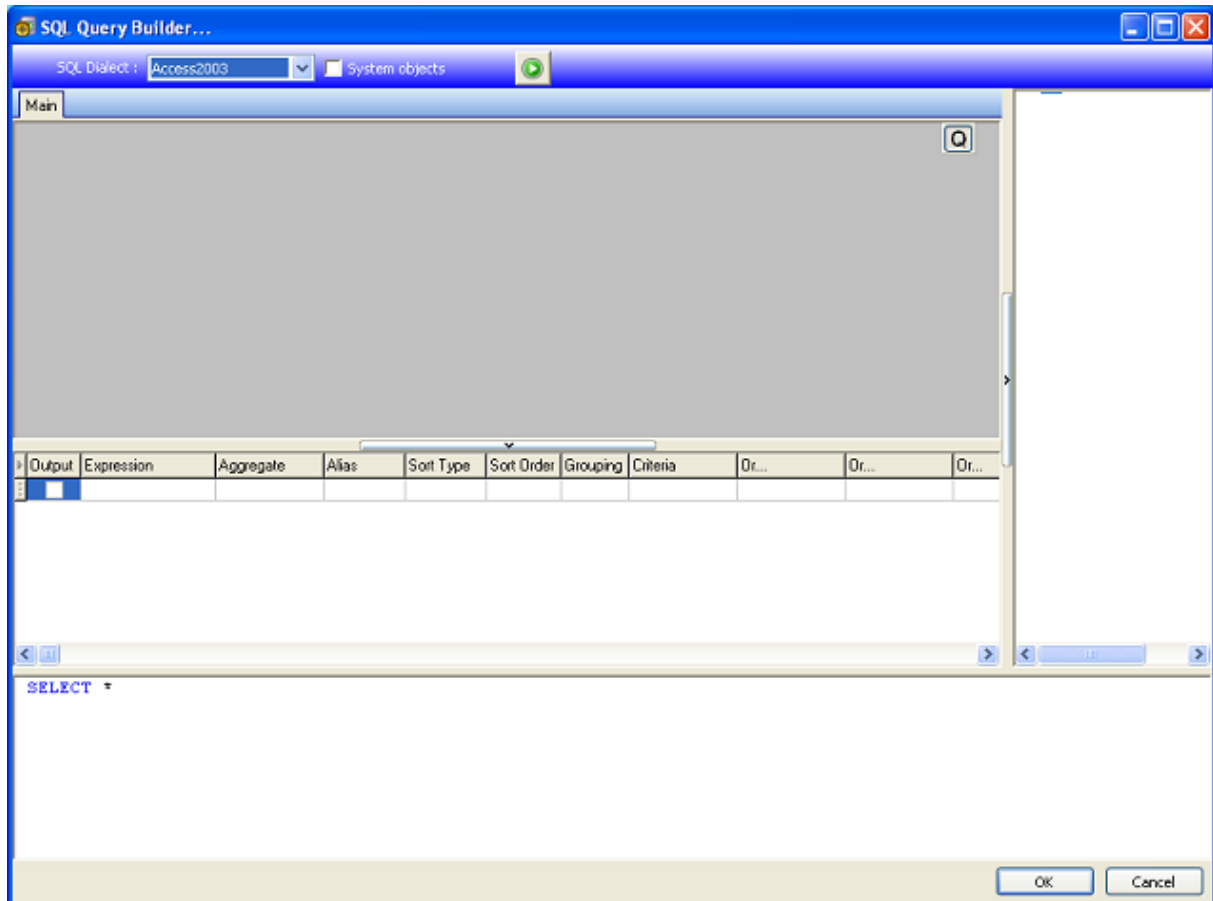 SQL Query Builder...
SQL Dialect : Access2003 System objects
Main
Q
Output Expression Aggregate Alias Sort Type Sort Order Grouping Criteria Or... Or... Or...
SELECT *
OK Cancel